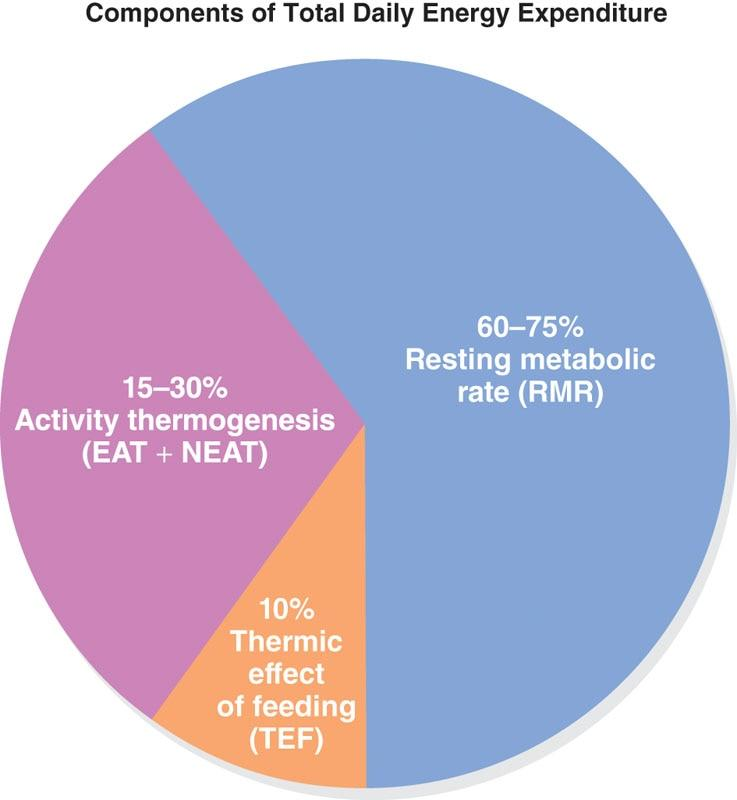 Components of Total Daily Energy Expenditure
60–75%
Resting metabolic
rate (RMR)
15–30%
Activity thermogenesis
(EAT + NEAT)
10%
Thermic
effect
of feeding
(TEF)